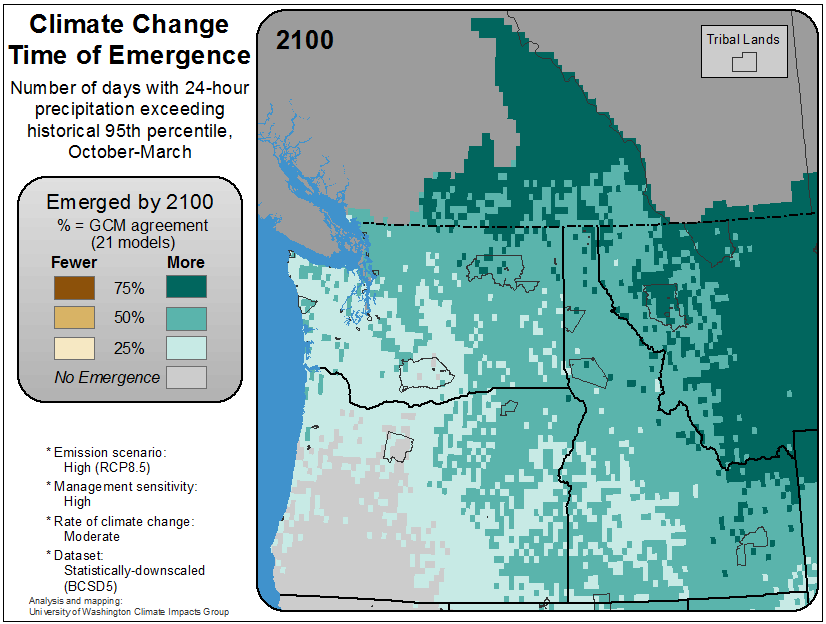 Climate Change
Time of Emergence
Number of days with 24-hour
precipitation exceeding
historical 95th percentile,
October-March
Emerged by 2100
% = GCM agreement
(21 models)
Fewer More
75%
50%
25%
No Emergence
* Emission scenario:
High (RCP8.5)
* Management sensitivity:
High
* Rate of climate change:
Moderate
* Dataset:
Statistically-downscaled
(BCSD5)
Analysis and mapping:
University of Washington Climate Impacts Group
2100
Tribal Lands